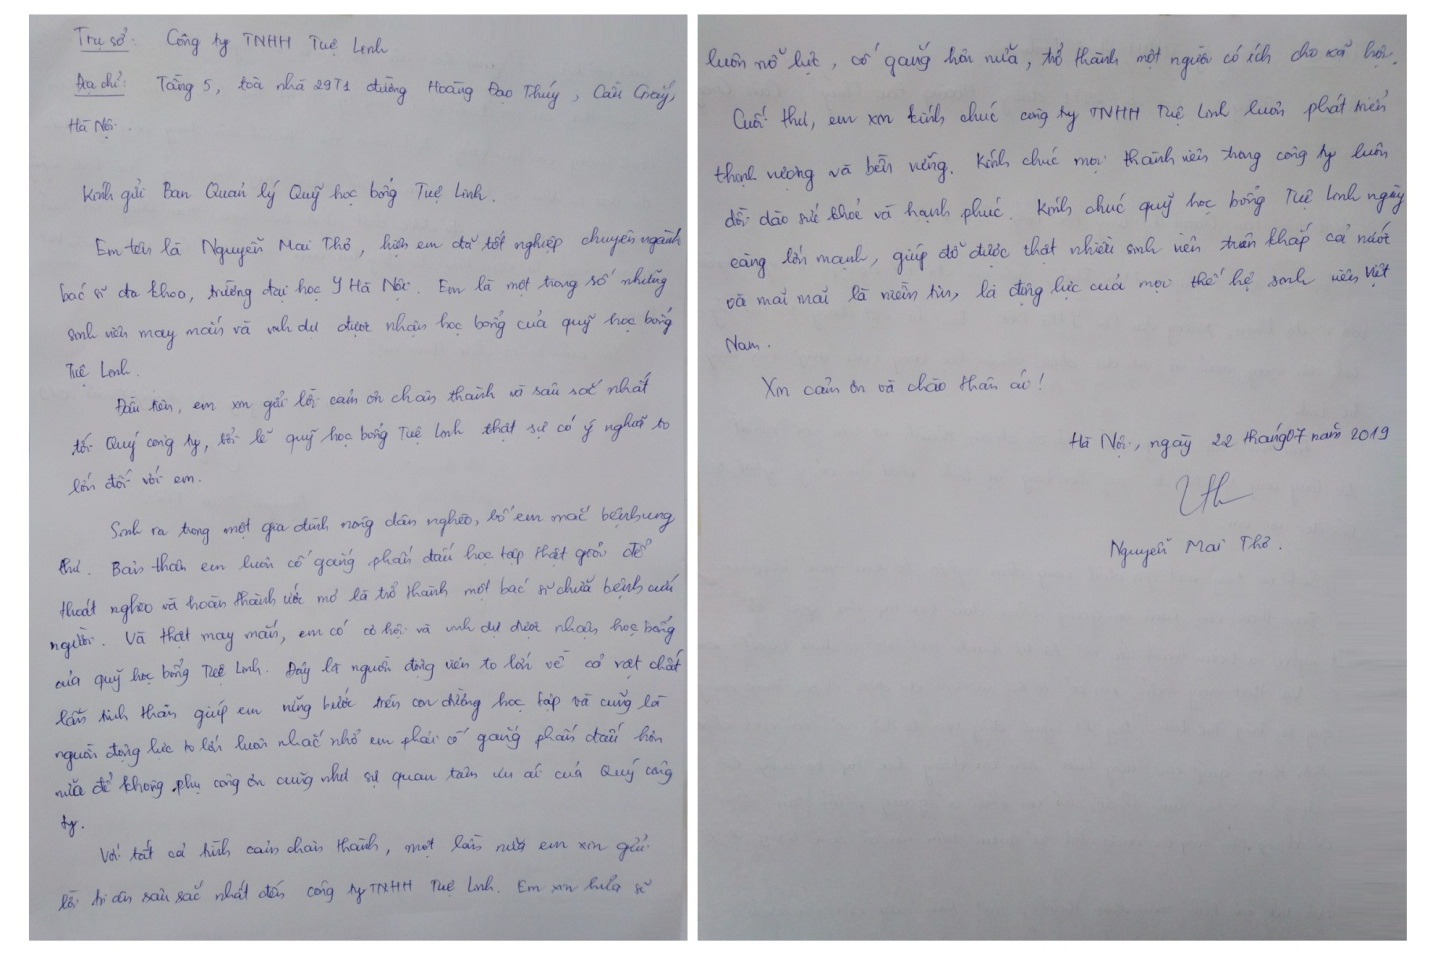 Trụ sở: Công ty TNHH Tuệ Linh
Địa chỉ: Tầng 5, toà nhà 29T1 đường Hoàng Đạo Thúy, Cầu Giấy,
Hà Nội.
Kính gửi Ban Quản lý Quỹ học bổng Tuệ Linh.
Em tên là Nguyễn Mai Thơ, hiện em đã tốt nghiệp chuyên ngành
bác sĩ đa khoa, trường đại học Y Hà Nội. Em là một trong số những
sinh viên may mắn và vinh dự được nhận học bổng của quỹ học bổng
Tuệ Linh.
Đầu tiên, em xin gửi lời cảm ơn chân thành và sâu sắc nhất
tới Quý công ty, bởi lẽ quỹ học bổng Tuệ Linh thật sự có ý nghĩa to
lớn đối với em.
Sinh ra trong một gia đình nông dân nghèo, bố em mắc bệnh ung
thư. Bản thân em luôn cố gắng phấn đấu học tập thật giỏi để
thoát nghèo và hoàn thành ước mơ là trở thành một bác sĩ chữa bệnh cứu
người. Và thật may mắn, em có cơ hội và vinh dự được nhận học bổng
của quỹ học bổng Tuệ Linh. Đây là nguồn động viên to lớn về cả vật chất
lẫn tinh thần giúp em vững bước trên con đường học tập và cũng là
nguồn động lực to lớn luôn nhắc nhở em phải cố gắng phấn đấu hơn
nữa để không phụ công ơn cũng như sự quan tâm ưu ái của Quý công
ty.
Với tất cả tình cảm chân thành, một lần nữa em xin gửi
lời tri ân sâu sắc nhất đến công ty TNHH Tuệ Linh. Em xin hứa sẽ
luôn nỗ lực, cố gắng hơn nữa, trở thành một người có ích cho xã hội.
Cuối thư, em xin kính chúc công ty TNHH Tuệ Linh luôn phát triển
thịnh vượng và bền vững. Kính chúc mọi thành viên trong công ty luôn
dồi dào sức khoẻ và hạnh phúc. Kính chúc quỹ học bổng Tuệ Linh ngày
càng lớn mạnh, giúp đỡ được thật nhiều sinh viên trên khắp cả nước
và mãi mãi là niềm tin, là động lực của mọi thế hệ sinh viên Việt
Nam.
Xin cảm ơn và chào thân ái!
Hà Nội, ngày 22 tháng 07 năm 2019
Nguyễn Mai Thơ.